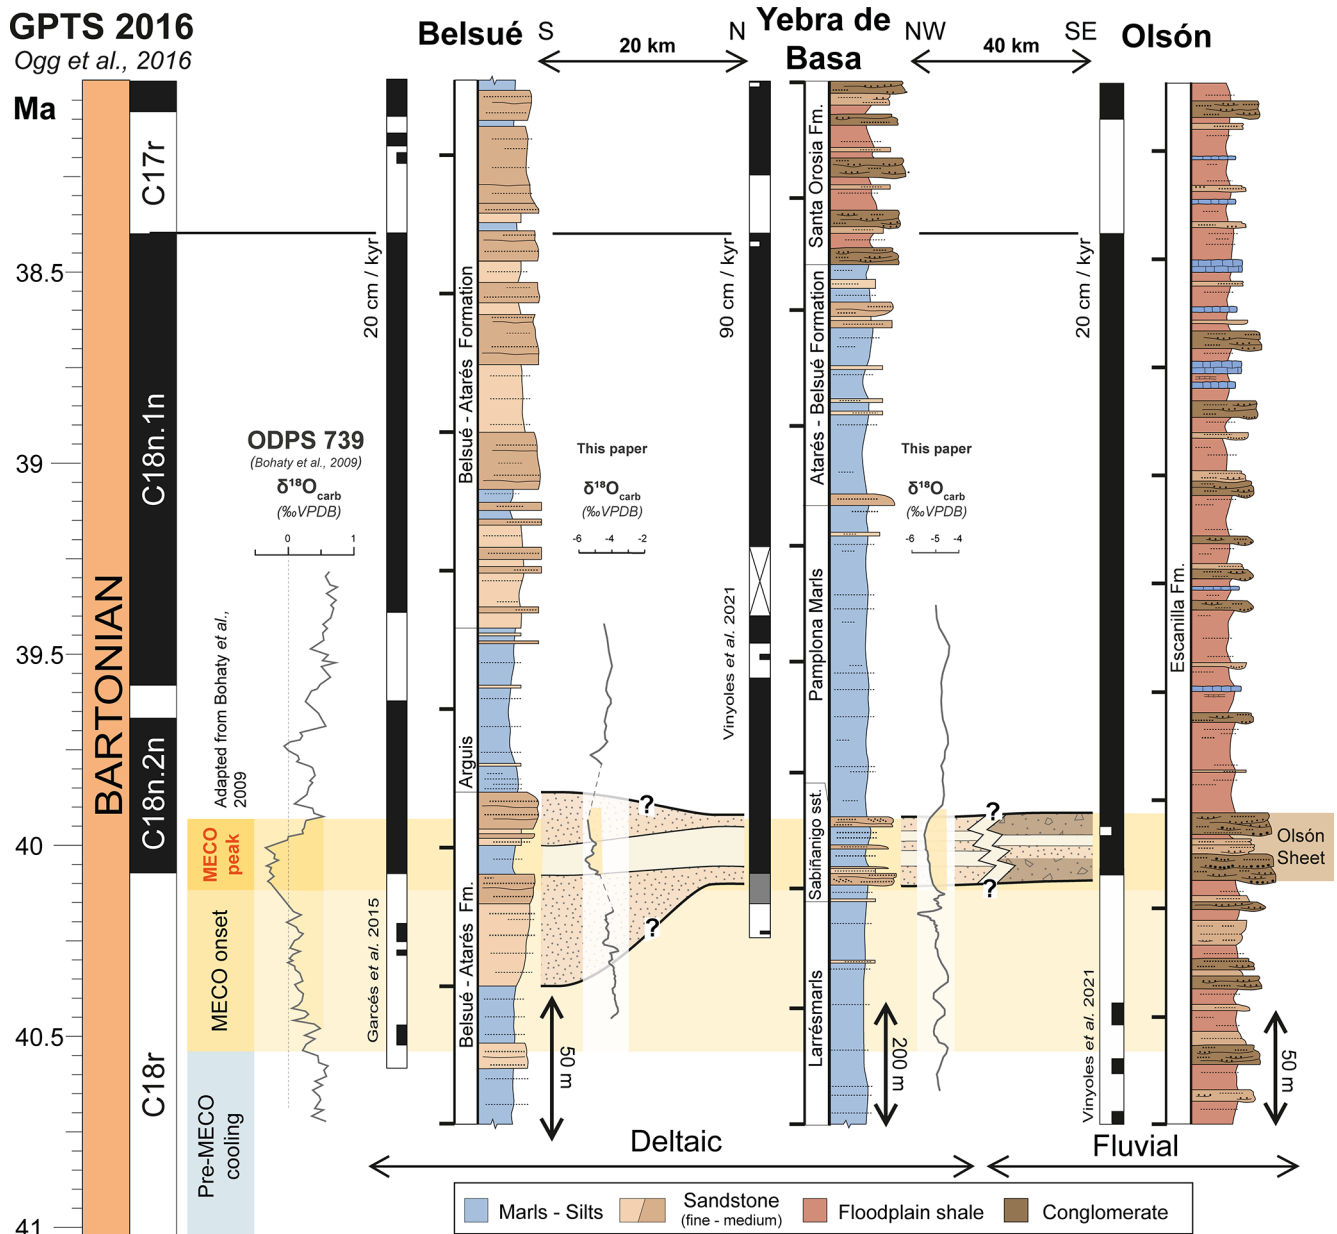 GPTS 2016
Ogg et al., 2016
Ma
Belsué
S
20 km
N
Yebra de
Basa
NW
40 km
SE
Olsón
38.5
39
39.5
40
40.5
41
BARTONIAN
C17r
C18n.1n
C18n.2n
C18r
ODPS 739
(Bohaty et al., 2009)
δ¹⁸Ocarb
(‰VPDB)
0
1
Adapted from Bohaty et al.,
2009
MECO
peak
MECO onset
Pre-MECO
cooling
20 cm / kyr
Garcés et al. 2015
Belsué - Atarés Formation
Arguis
Belsué - Atarés Fm.
This paper
δ¹⁸Ocarb
(‰VPDB)
-6
-4
-2
?
?
50 m
90 cm / kyr
Vinyoles et al. 2021
Santa Orosia Fm.
Atarés - Belsué Formation
Pamplona Marls
Sabiñanigo sst.
Larrésmarls
This paper
δ¹⁸Ocarb
(‰VPDB)
-6
-5
-4
?
?
200 m
20 cm / kyr
Vinyoles et al. 2021
Escanilla Fm.
Olsón
Sheet
50 m
Deltaic
Fluvial
Marls - Silts
Sandstone
(fine - medium)
Floodplain shale
Conglomerate